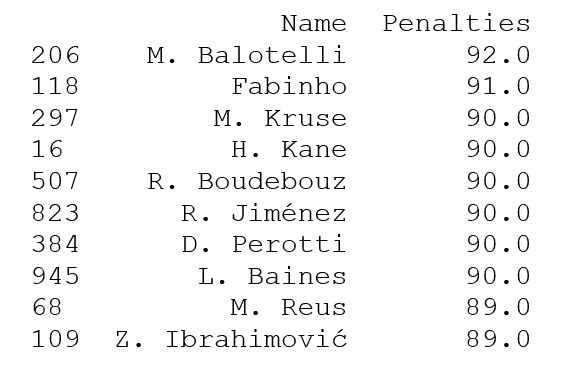 Name Penalties
206 M. Balotelli 92.0
118 Fabinho 91.0
297 M. Kruse 90.0
16 H. Kane 90.0
507 R. Boudebouz 90.0
823 R. Jiménez 90.0
384 D. Perotti 90.0
945 L. Baines 90.0
68 M. Reus 89.0
109 Z. Ibrahimović 89.0